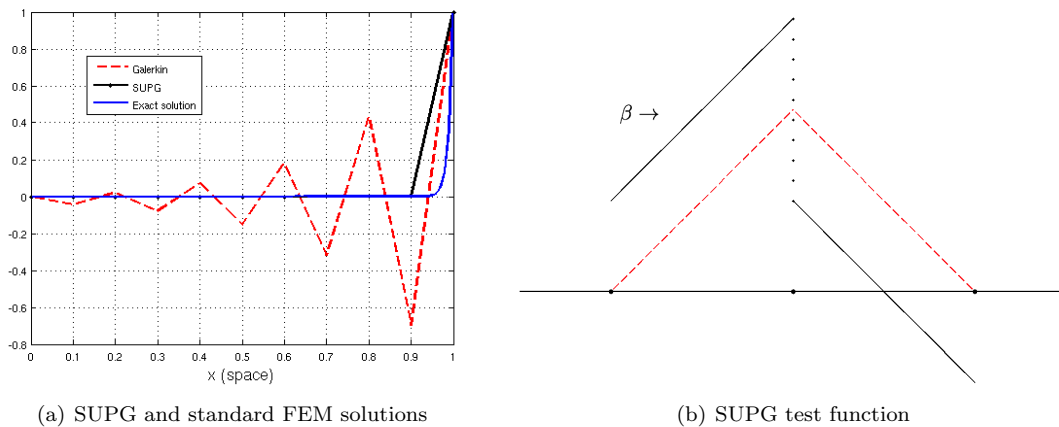 1
0.8
0.6
0.4
0.2
0
-0.2
-0.4
-0.6
-0.8
Galerkin
SUPG
Exact solution
0 0.1 0.2 0.3 0.4 0.5 0.6 0.7 0.8 0.9 1
x (space)
(a) SUPG and standard FEM solutions
β →
(b) SUPG test function